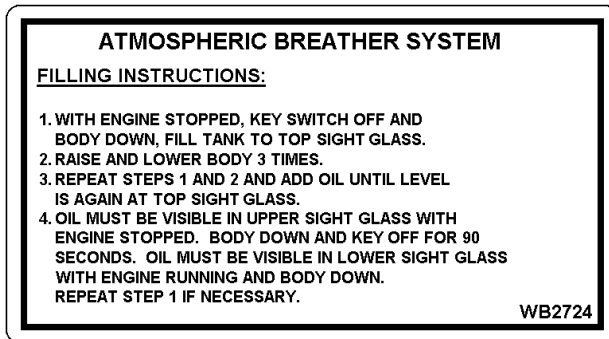 ATMOSPHERIC BREATHER SYSTEM
FILLING INSTRUCTIONS:
1. WITH ENGINE STOPPED, KEY SWITCH OFF AND
BODY DOWN, FILL TANK TO TOP SIGHT GLASS.
2. RAISE AND LOWER BODY 3 TIMES.
3. REPEAT STEPS 1 AND 2 AND ADD OIL UNTIL LEVEL
IS AGAIN AT TOP SIGHT GLASS.
4. OIL MUST BE VISIBLE IN UPPER SIGHT GLASS WITH
ENGINE STOPPED. BODY DOWN AND KEY OFF FOR 90
SECONDS. OIL MUST BE VISIBLE IN LOWER SIGHT GLASS
WITH ENGINE RUNNING AND BODY DOWN.
REPEAT STEP 1 IF NECESSARY.
WB2724